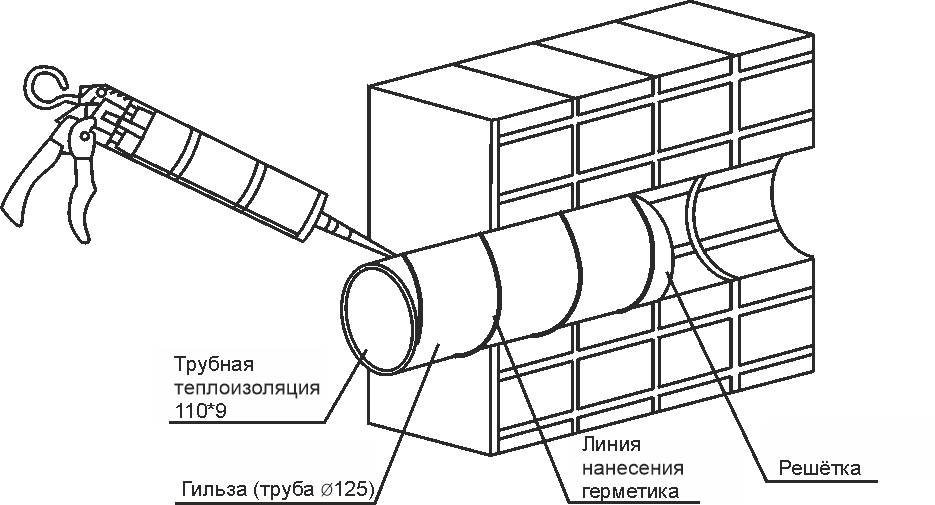 Трубная
теплоизоляция
110*9
Гильза (труба ∅125)
Линия
нанесения
герметика
Решётка